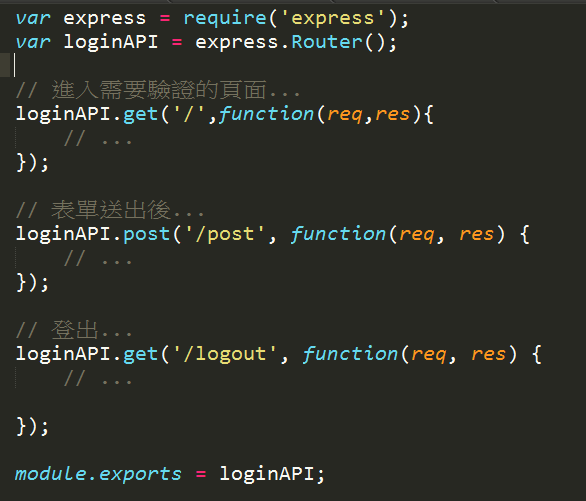 var express = require('express');
var loginAPI = express.Router();
// 進入需要驗證的頁面...
loginAPI.get('/',function(req,res){
// ...
});
// 表單送出後...
loginAPI.post('/post', function(req, res) {
// ...
});
// 登出...
loginAPI.get('/logout', function(req, res) {
// ...
});
module.exports = loginAPI;